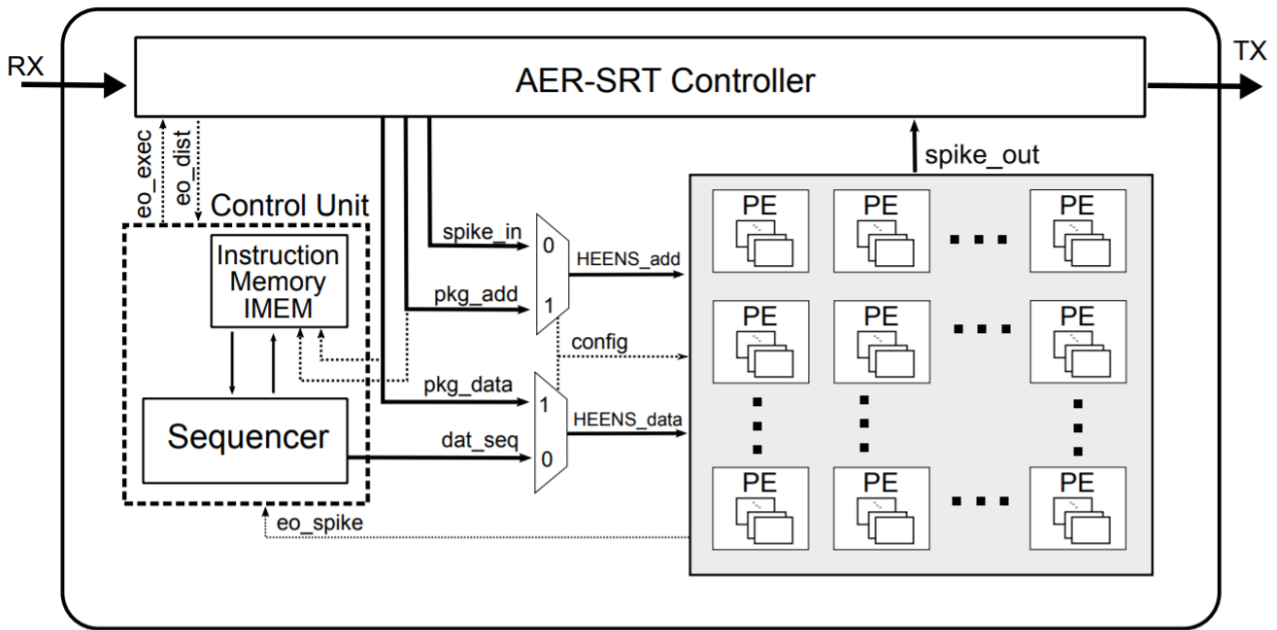 RX
AER-SRT Controller
TX
eo_exec
eo_dist
spike_out
Control Unit
Instruction
Memory
IMEM
Sequencer
spike_in
pkg_add
0
1
HEENS_add
config
pkg_data
dat_seq
1
0
HEENS_data
eo_spike
PE PE PE
PE PE PE
PE PE PE